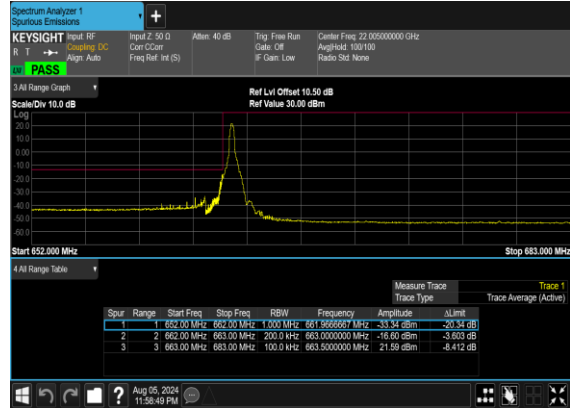 Spectrum Analyzer 1
Spurious Emissions
+
KEYSIGHT Input: RF Input Z: 50 Ω Atten: 40 dB Trig: Free Run Center Freq: 22.005000000 GHz
R T Coupling: DC Corr CCorr Gate: Off Avg|Hold: 100/100
Align: Auto Freq Ref: Int (S) IF Gain: Low Radio Std: None
PASS
3 All Range Graph
Ref Lvl Offset 10.50 dB
Scale/Div 10.0 dB Ref Value 30.00 dBm
Log
20.0
10.0
0.00
-10.0
-20.0
-30.0
-40.0
-50.0
-60.0
Start 652.000 MHz Stop 683.000 MHz
4 All Range Table
Measure Trace Trace 1
Trace Type Trace Average (Active)
Spur Range Start Freq Stop Freq RBW Frequency Amplitude ΔLimit
1 1 652.00 MHz 662.00 MHz 1.000 MHz 661.9666667 MHz -33.34 dBm -20.34 dB
2 2 662.00 MHz 663.00 MHz 200.0 kHz 663.0000000 MHz -16.60 dBm -3.603 dB
3 3 663.00 MHz 683.00 MHz 100.0 kHz 663.5000000 MHz 21.59 dBm -8.412 dB
? Aug 05, 2024
11:58:49 PM